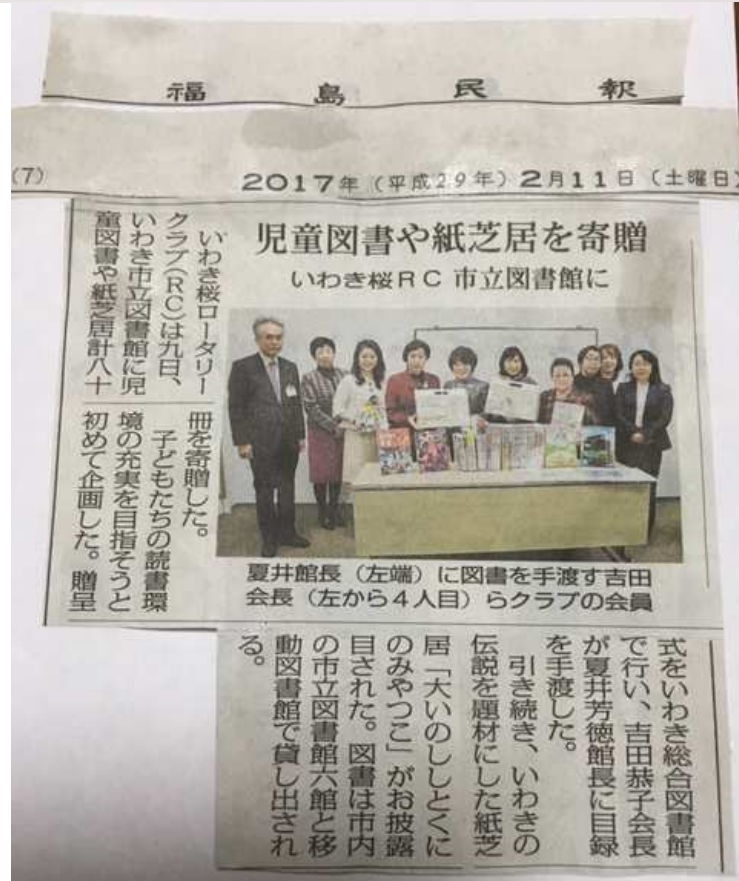 福島民報
(7)
2017年(平成29年)2月11日(土曜日)
児童図書や紙芝居を寄贈
いわき桜RC 市立図書館に
いわき桜ロータリー
クラブ(RC)は九日、
いわき市立図書館に児
童図書や紙芝居計八十
冊を寄贈した。
子どもたちの読書環
境の充実を目指そうと
初めて企画した。贈呈
夏井館長(左端)に図書を手渡す吉田
会長(左から4人目)らクラブの会員
式をいわき総合図書館
で行い、吉田恭子会長
が夏井芳徳館長に目録
を手渡した。
引き続き、いわきの
伝説を題材にした紙芝
居「大いのししとくに
のみやつこ」がお披露
目された。図書は市内
の市立図書館六館と移
動図書館で貸し出され
る。